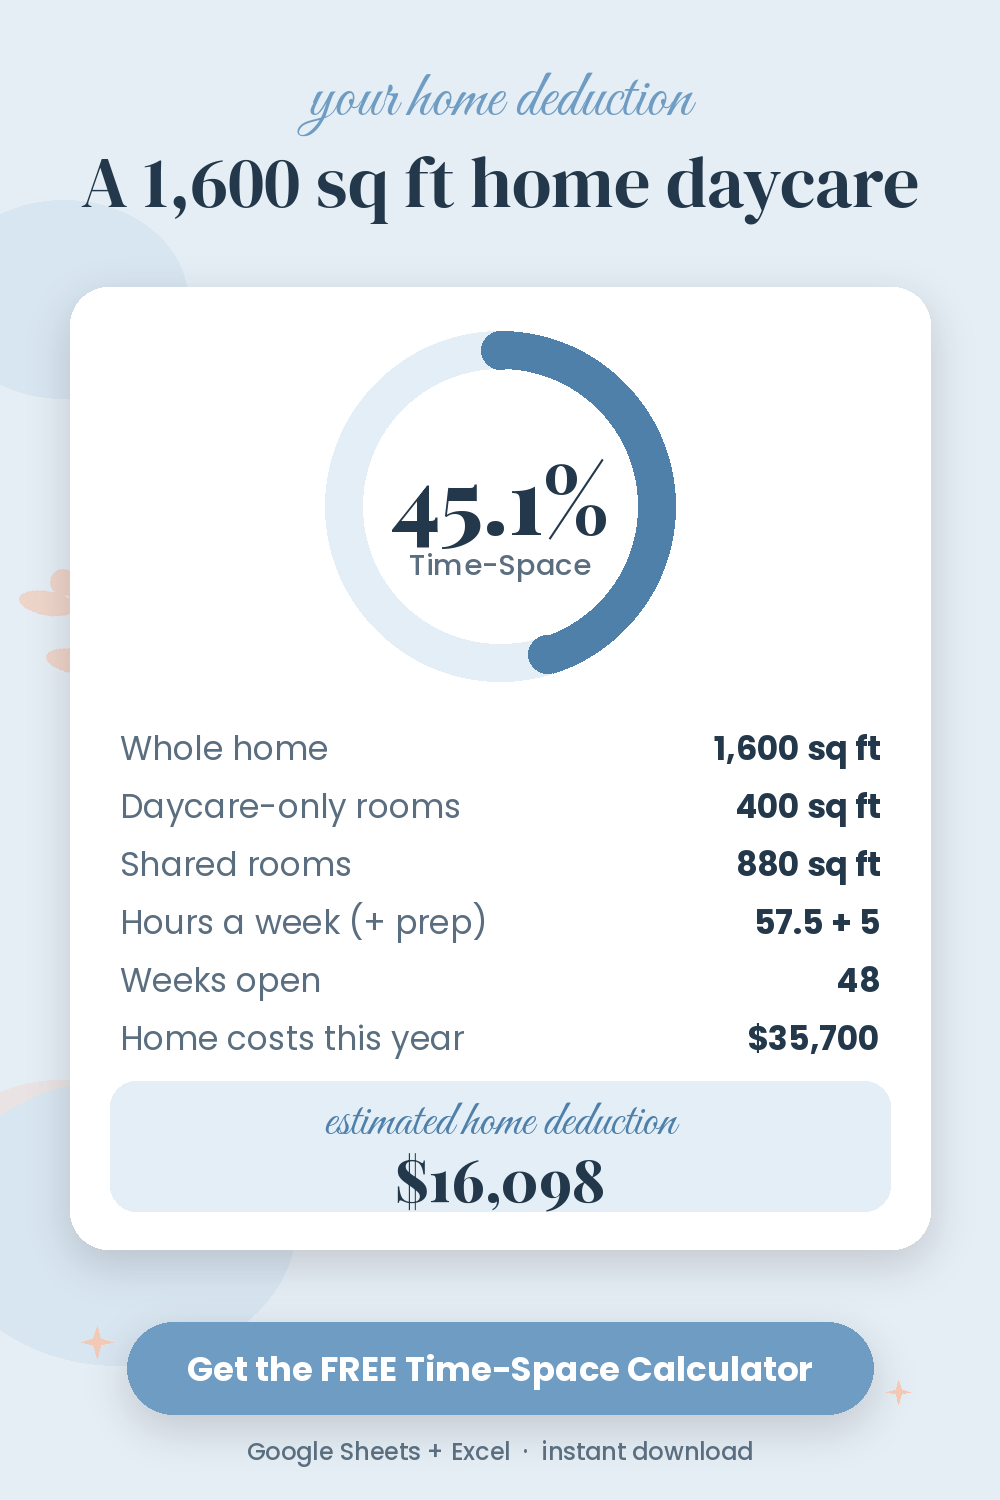 your home deduction
A 1,600 sq ft home daycare
45.1%
Time-Space
Whole home 1,600 sq ft
Daycare-only rooms 400 sq ft
Shared rooms 880 sq ft
Hours a week (+ prep) 57.5 + 5
Weeks open 48
Home costs this year $35,700
estimated home deduction
$16,098
Get the FREE Time-Space Calculator
Google Sheets + Excel · instant download